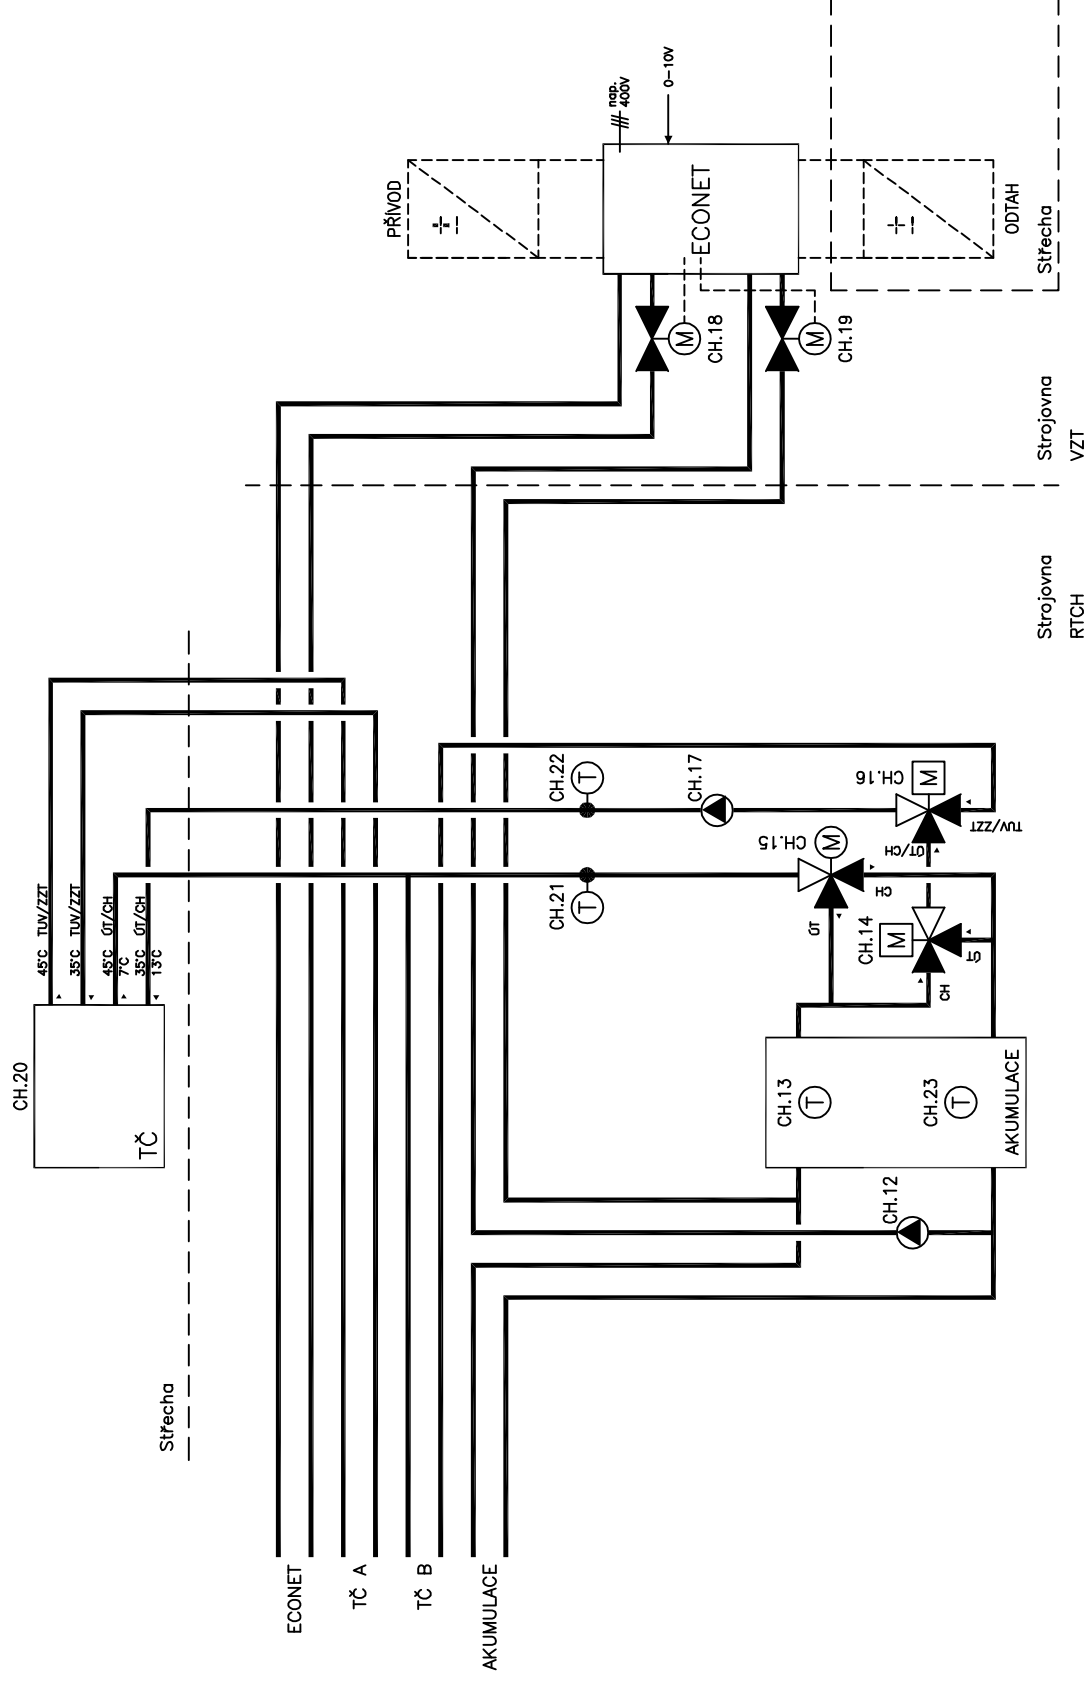 CH.20
TČ
45°C TUV/ZZT
35°C TUV/ZZT
45°C ÚT/CH
7°C
35°C ÚT/CH
13°C
Střecha
ECONET
TČ A
TČ B
AKUMULACE
PŘÍVOD
nap.
400V
0-10V
ECONET
ODTAH
Střecha
M
CH.18
M
CH.19
Strojovna
VZT
Strojovna
RTCH
CH.22
T
CH.21
T
CH.17
CH.16
M
TUV/ZZT
ÚT/CH
CH.15
M
CH
ÚT
CH.14
M
ÚT
CH
CH.13
T
CH.23
T
AKUMULACE
CH.12